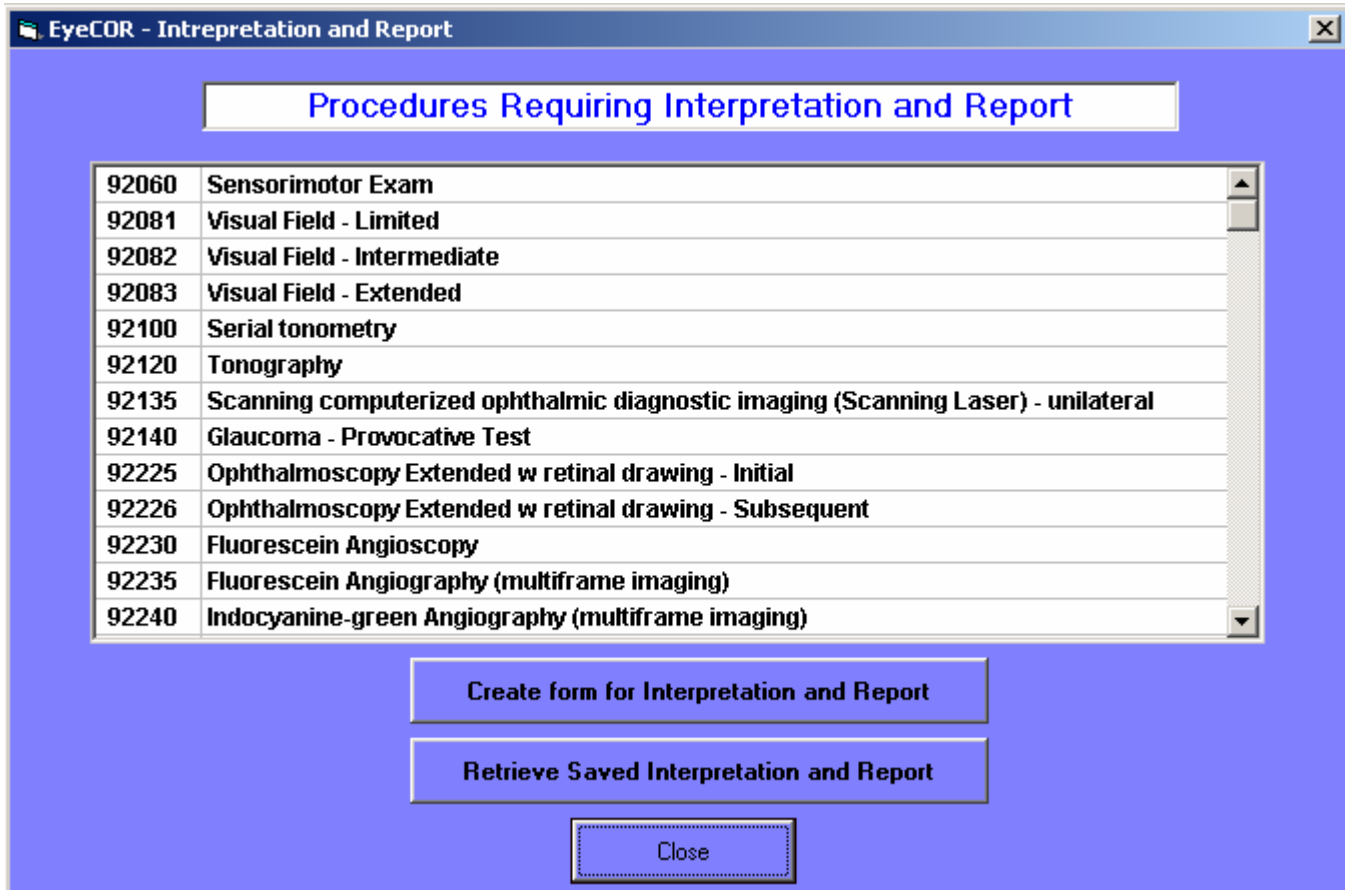 EyeCOR - Intrepretation and Report
Procedures Requiring Interpretation and Report
92060 Sensorimotor Exam
92081 Visual Field - Limited
92082 Visual Field - Intermediate
92083 Visual Field - Extended
92100 Serial tonometry
92120 Tonography
92135 Scanning computerized ophthalmic diagnostic imaging (Scanning Laser) - unilateral
92140 Glaucoma - Provocative Test
92225 Ophthalmoscopy Extended w retinal drawing - Initial
92226 Ophthalmoscopy Extended w retinal drawing - Subsequent
92230 Fluorescein Angioscopy
92235 Fluorescein Angiography (multiframe imaging)
92240 Indocyanine-green Angiography (multiframe imaging)
Create form for Interpretation and Report
Retrieve Saved Interpretation and Report
Close